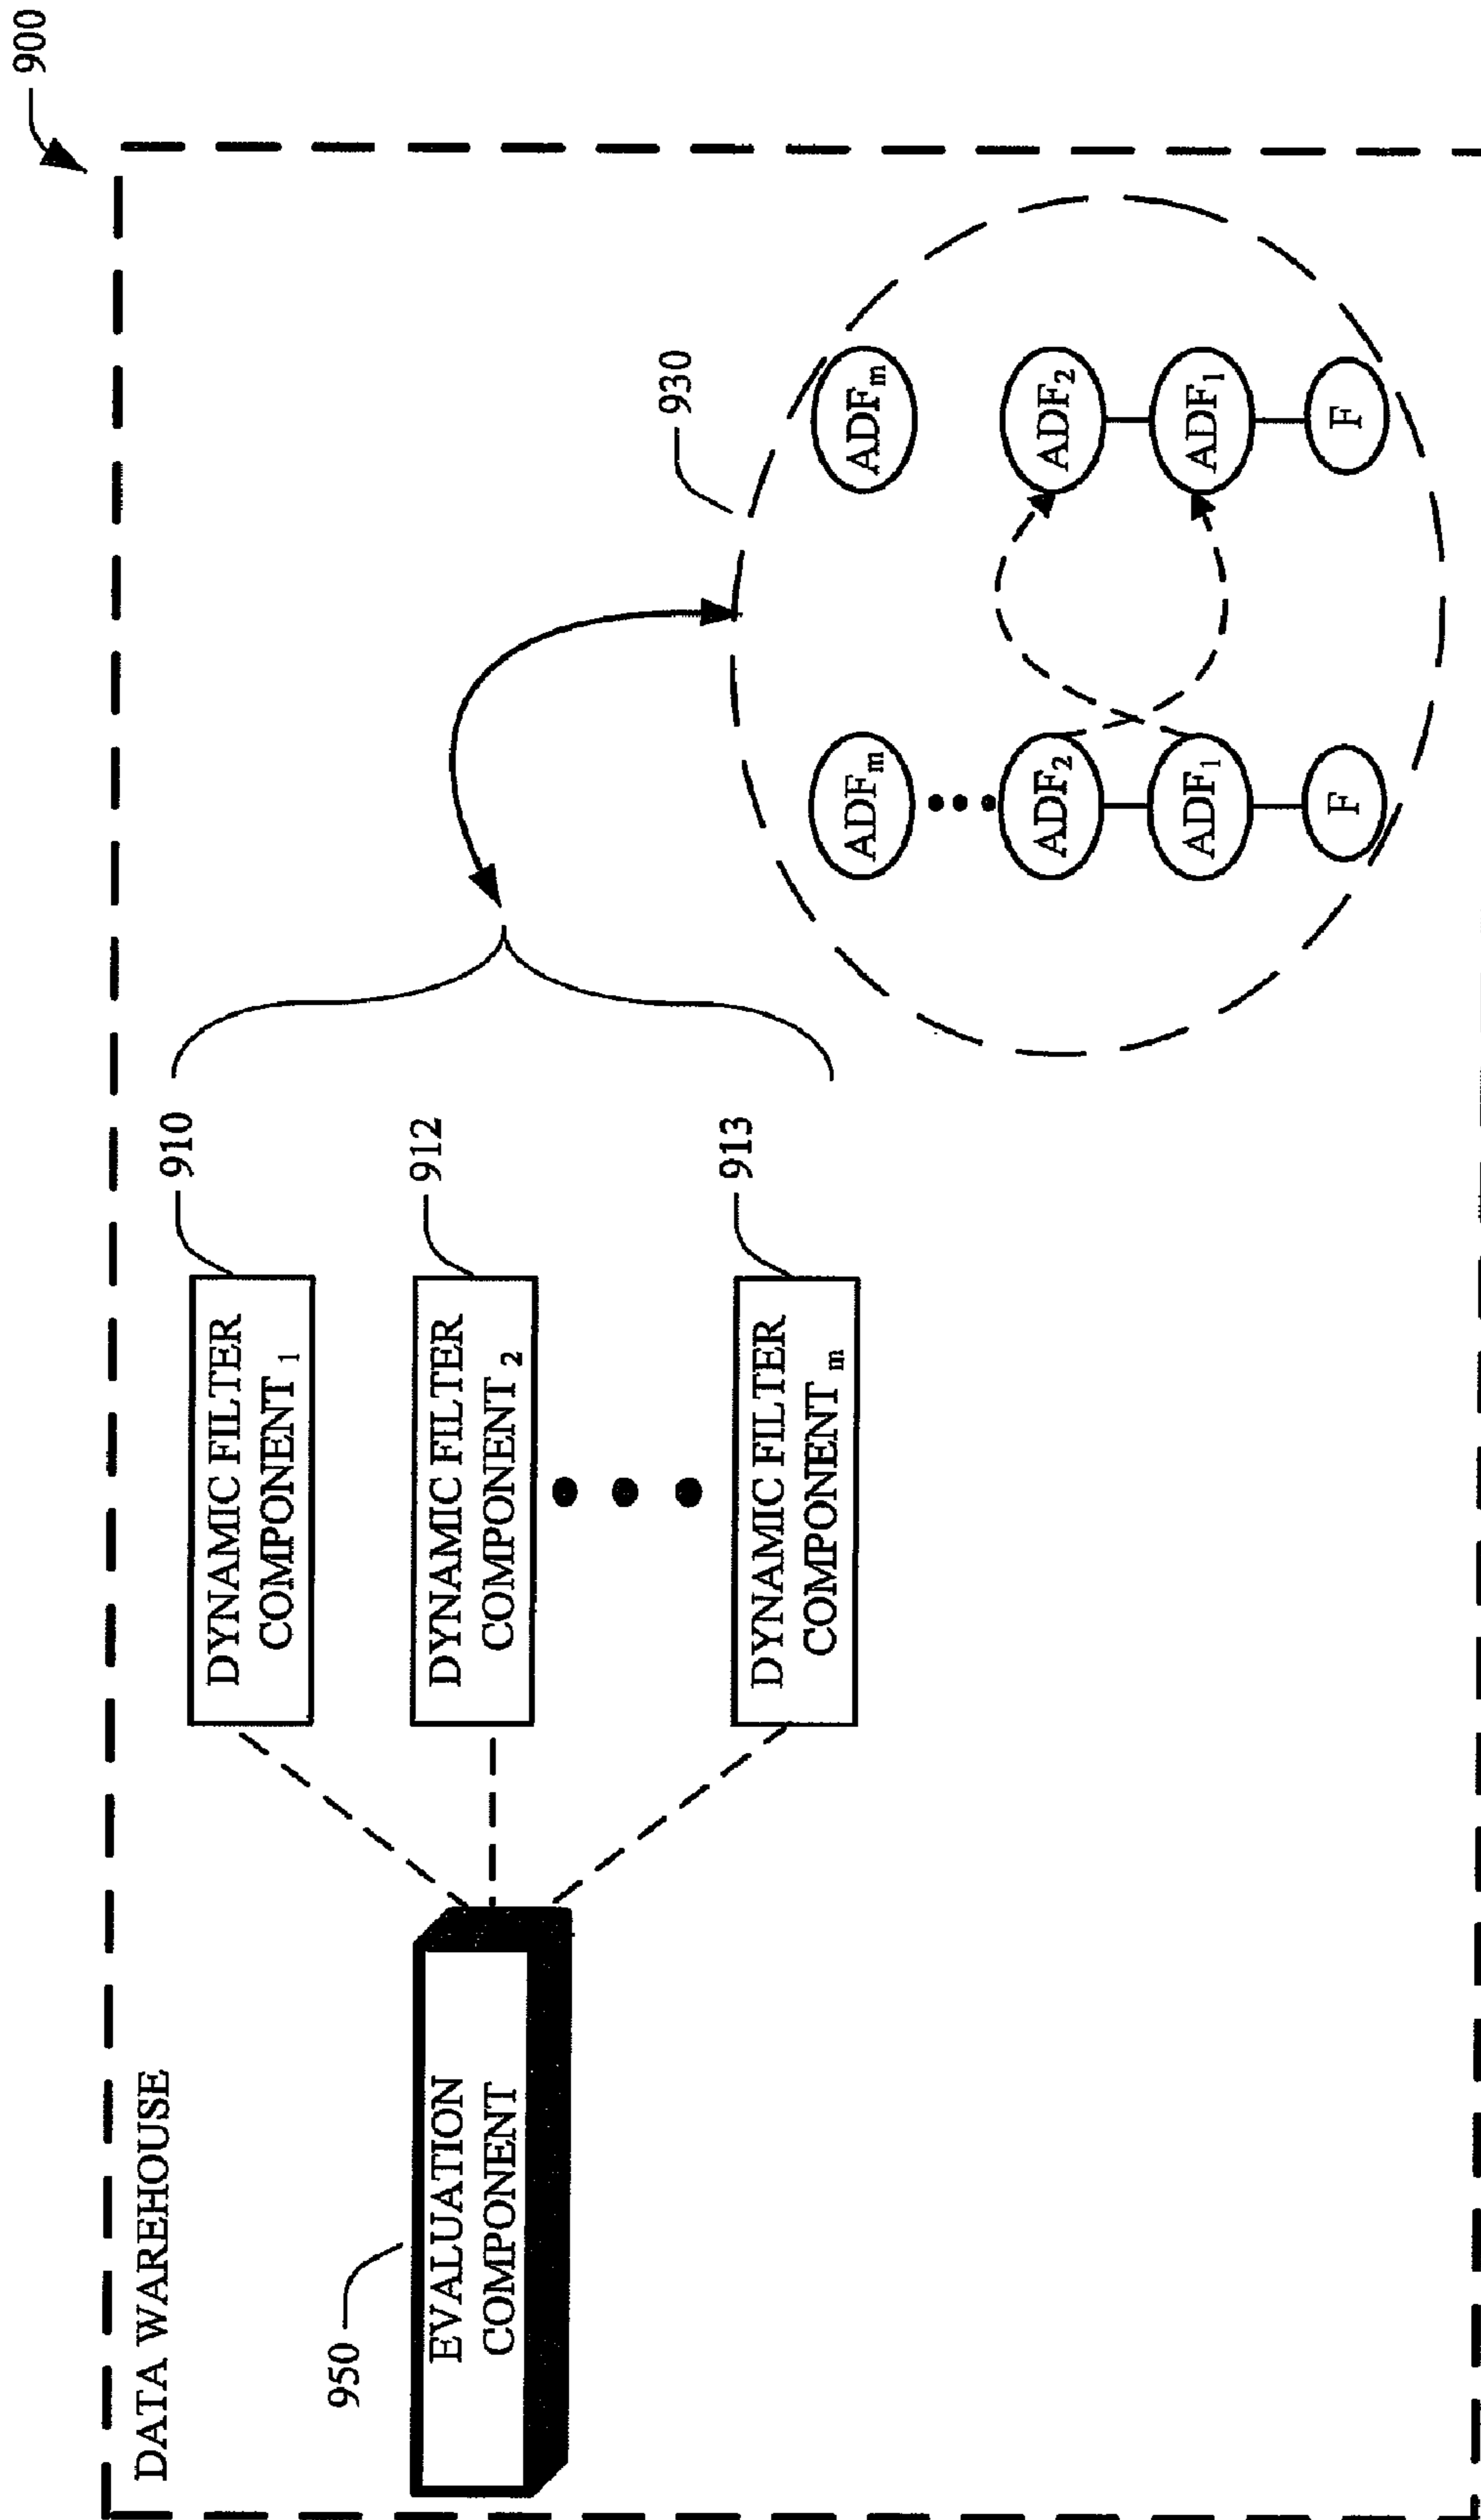 900
DATA WAREHOUSE
910
DYNAMIC FILTER
COMPONENT 1
950
EVALUATION
COMPONENT
912
DYNAMIC FILTER
COMPONENT 2
913
DYNAMIC FILTER
COMPONENT m
930
ADFm
ADF2
ADF1
F
ADFm
ADF2
ADF1
F